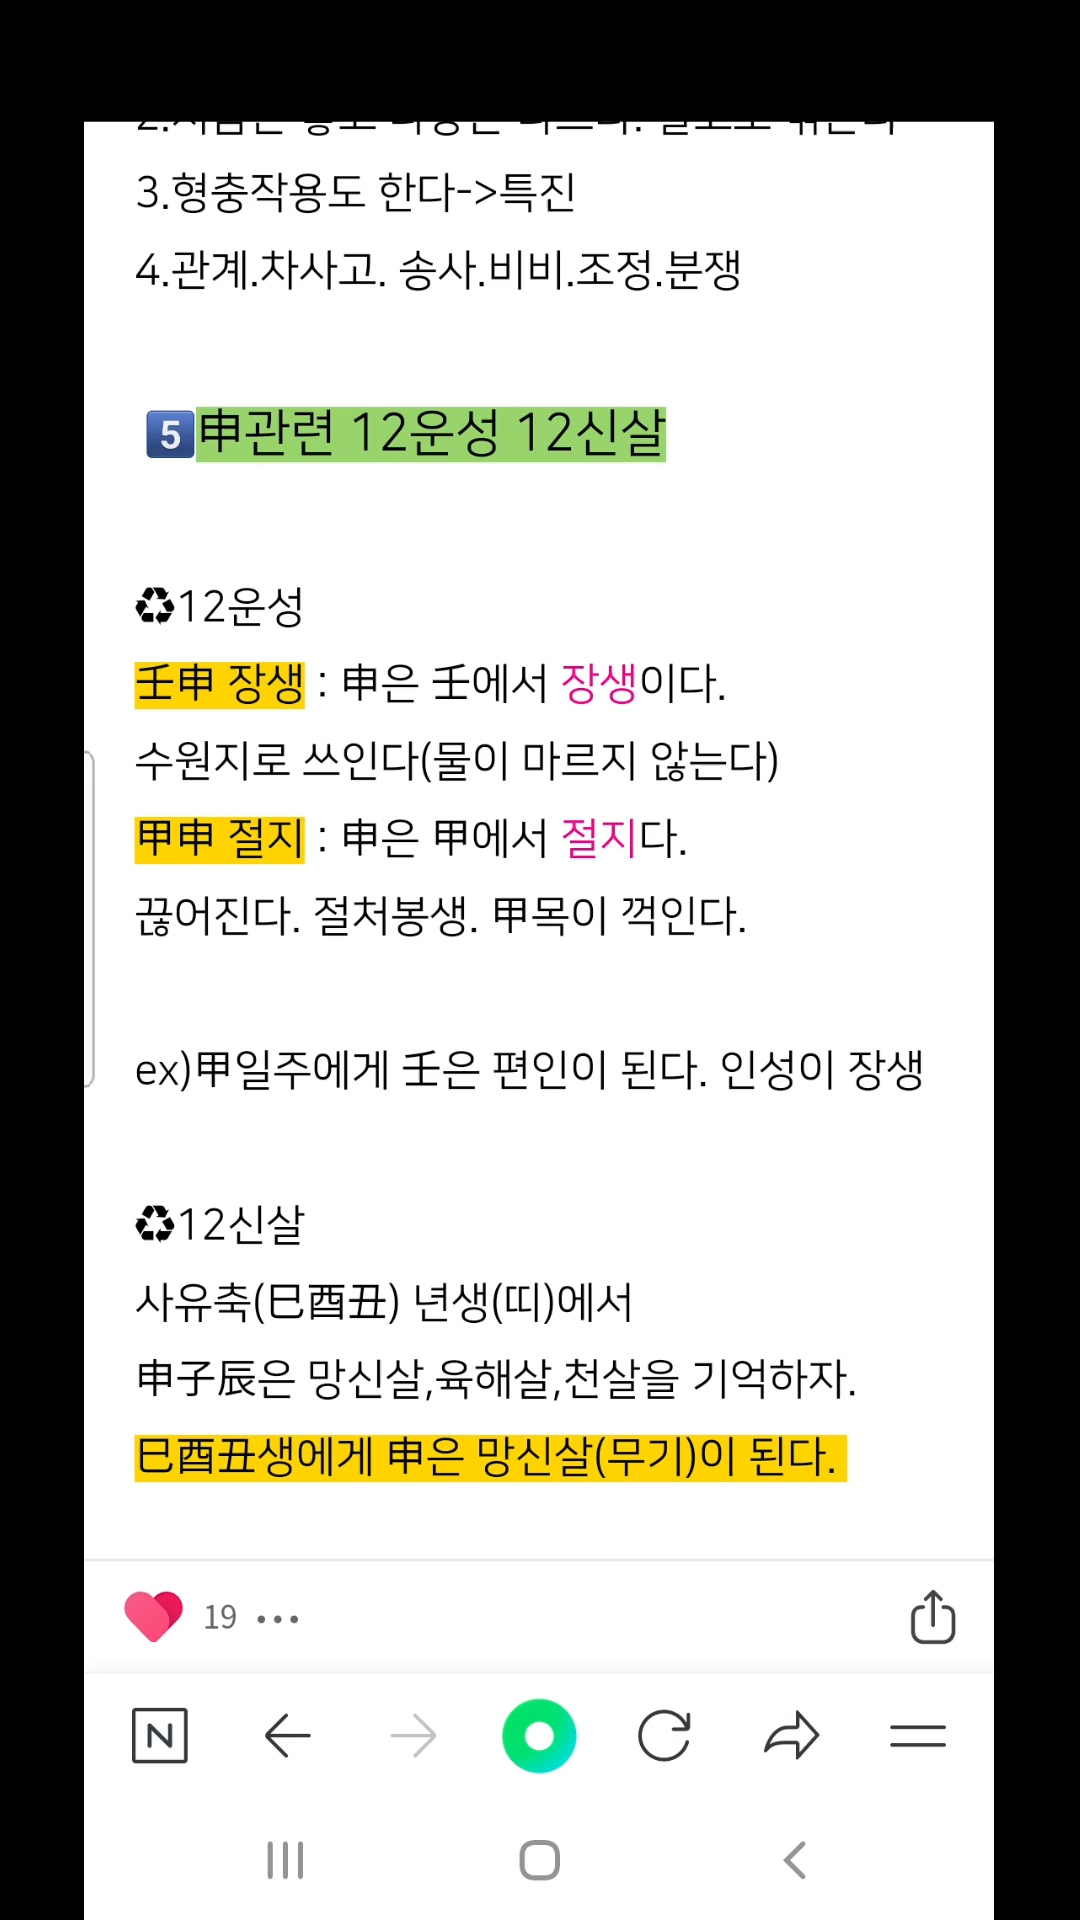 3.형충작용도 한다->특진
4.관계.차사고. 송사.비비.조정.분쟁
5 申관련 12운성 12신살
♻12운성
壬申 장생 : 申은 壬에서 장생이다.
수원지로 쓰인다(물이 마르지 않는다)
甲申 절지 : 申은 甲에서 절지다.
끊어진다. 절처봉생. 甲목이 꺽인다.
ex)甲일주에게 壬은 편인이 된다. 인성이 장생
♻12신살
사유축(巳酉丑) 년생(띠)에서
申子辰은 망신살,육해살,천살을 기억하자.
巳酉丑생에게 申은 망신살(무기)이 된다.
19
N